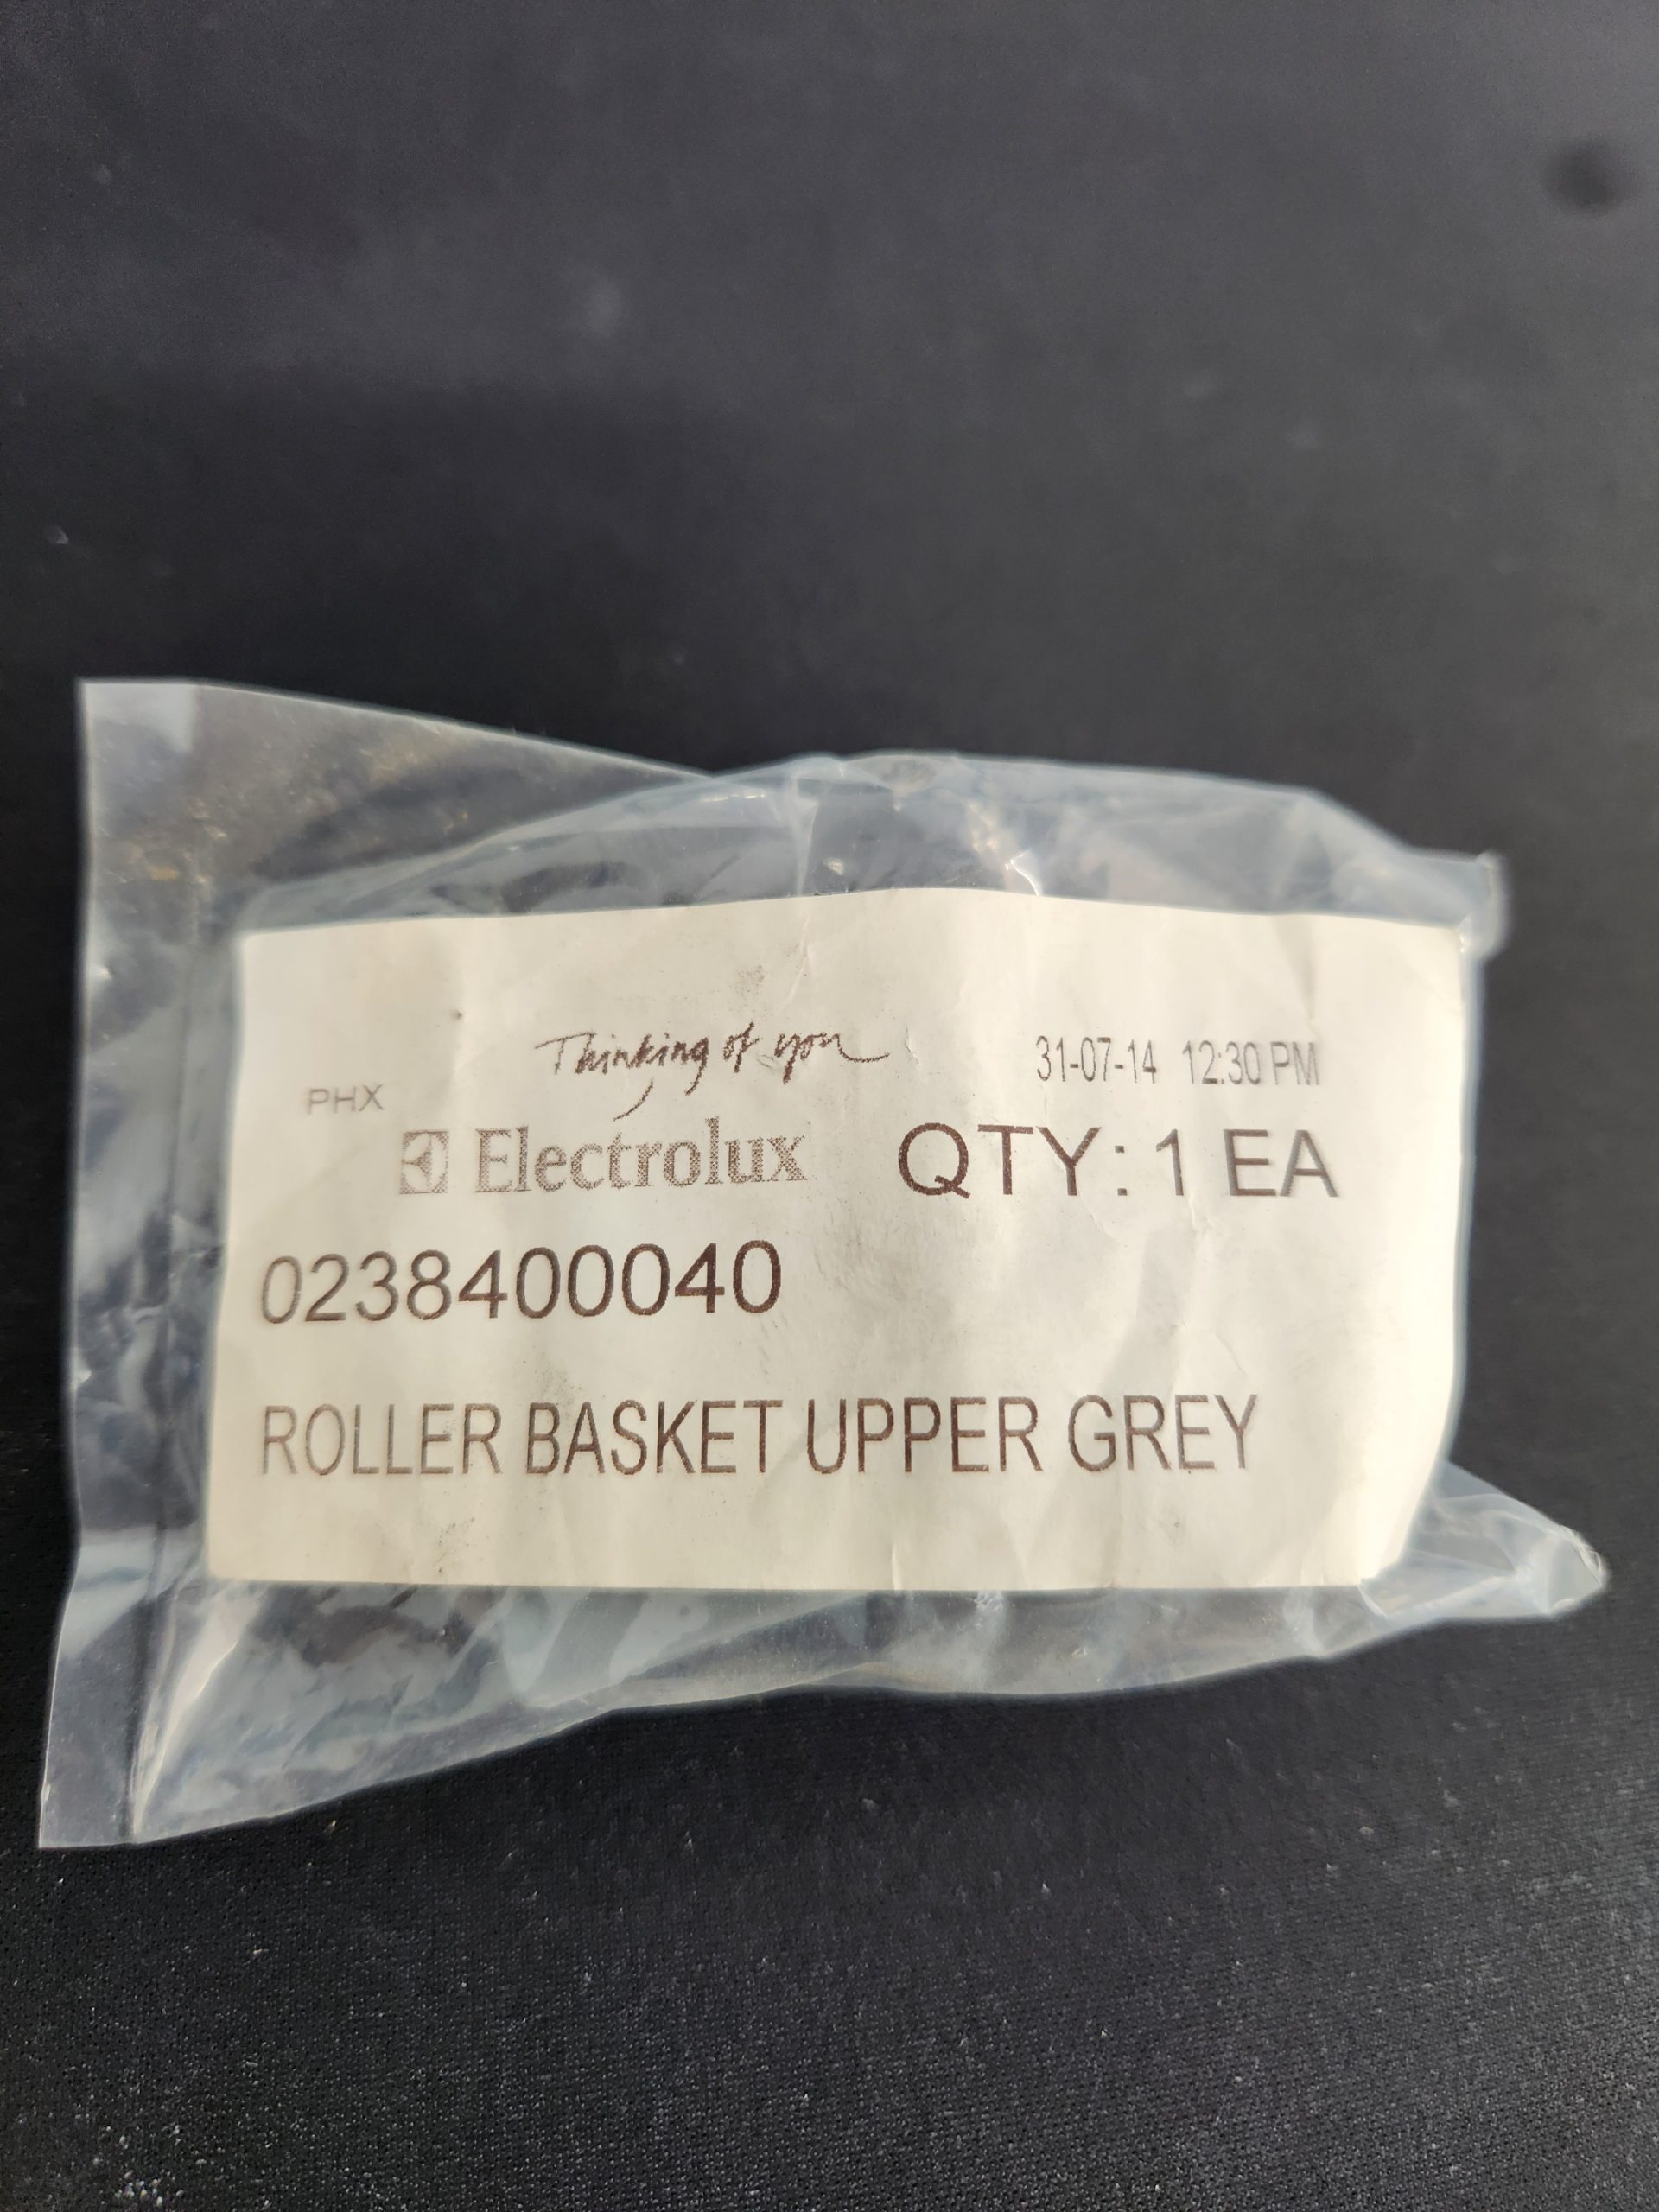 Thinking of you
31-07-14 12:30 PM
PHX
Electrolux
QTY: 1 EA
0238400040
ROLLER BASKET UPPER GREY